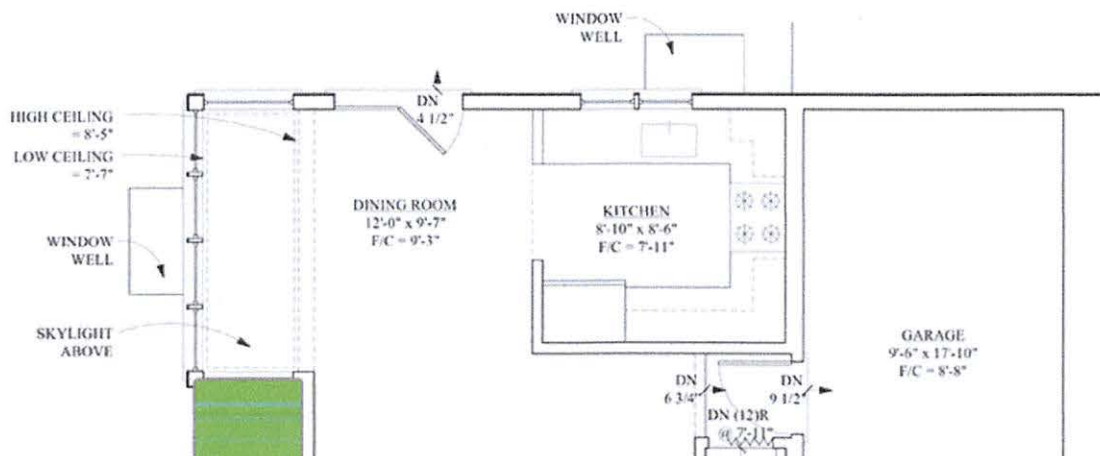 WINDOW
WELL
HIGH CEILING
= 8'-5"
LOW CEILING
= 7'-7"
DN
4 1/2"
DINING ROOM
12'-0" x 9'-7"
F/C = 9'-3"
KITCHEN
8'-10" x 8'-6"
F/C = 7'-11"
WINDOW
WELL
SKYLIGHT
ABOVE
GARAGE
9'-6" x 17'-10"
F/C = 8'-8"
DN
6 3/4"
DN
9 1/2"
DN (12)R
@ 7'-11"